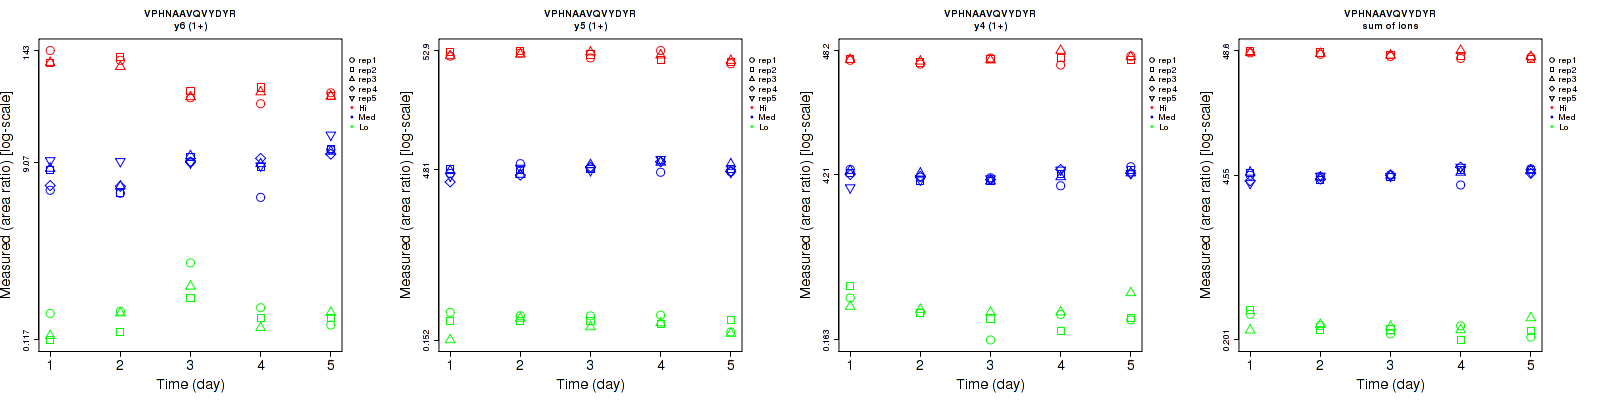 VPHNAAVQVYDYR
y6 (1+)
Measured (area ratio) [log-scale]
143
9.07
0.117
1 2 3 4 5
Time (day)
rep1
rep2
rep3
rep4
rep5
Hi
Med
Lo
VPHNAAVQVYDYR
y5 (1+)
Measured (area ratio) [log-scale]
52.9
4.81
0.152
1 2 3 4 5
Time (day)
rep1
rep2
rep3
rep4
rep5
Hi
Med
Lo
VPHNAAVQVYDYR
y4 (1+)
Measured (area ratio) [log-scale]
48.2
4.21
0.163
1 2 3 4 5
Time (day)
rep1
rep2
rep3
rep4
rep5
Hi
Med
Lo
VPHNAAVQVYDYR
sum of ions
Measured (area ratio) [log-scale]
48.6
4.55
0.201
1 2 3 4 5
Time (day)
rep1
rep2
rep3
rep4
rep5
Hi
Med
Lo